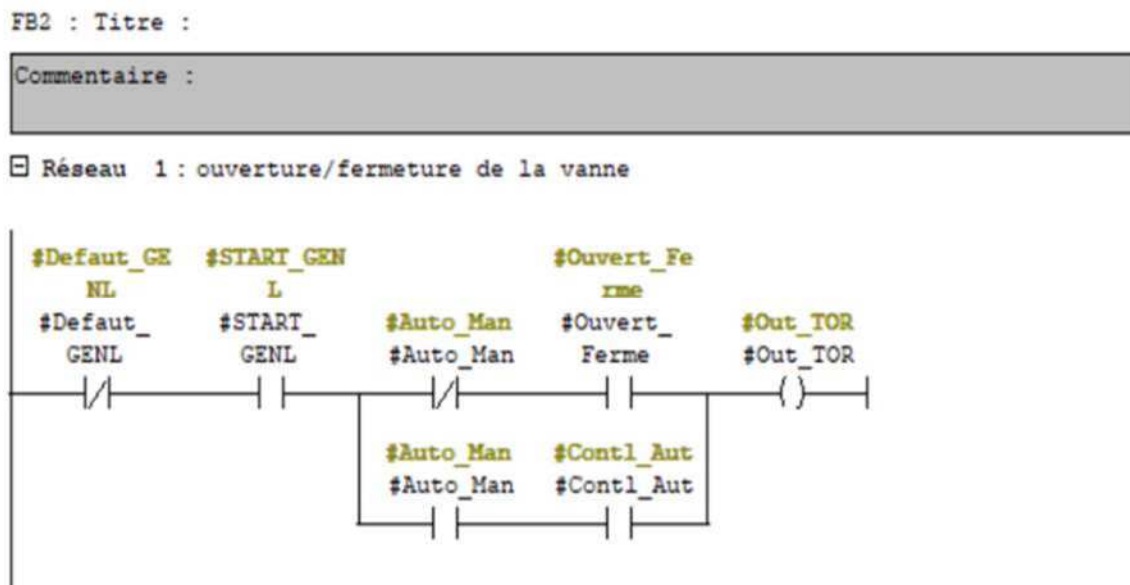 FB2 : Titre :
Commentaire :
Réseau 1 : ouverture/fermeture de la vanne
#Defaut_GE #START_GEN #Ouvert_Fe
NL L rme
#Defaut_ #START_ #Auto_Man #Ouvert_ #Out_TOR
GENL GENL #Auto_Man Ferme #Out_TOR
#Auto_Man #Contl_Aut
#Auto_Man #Contl_Aut